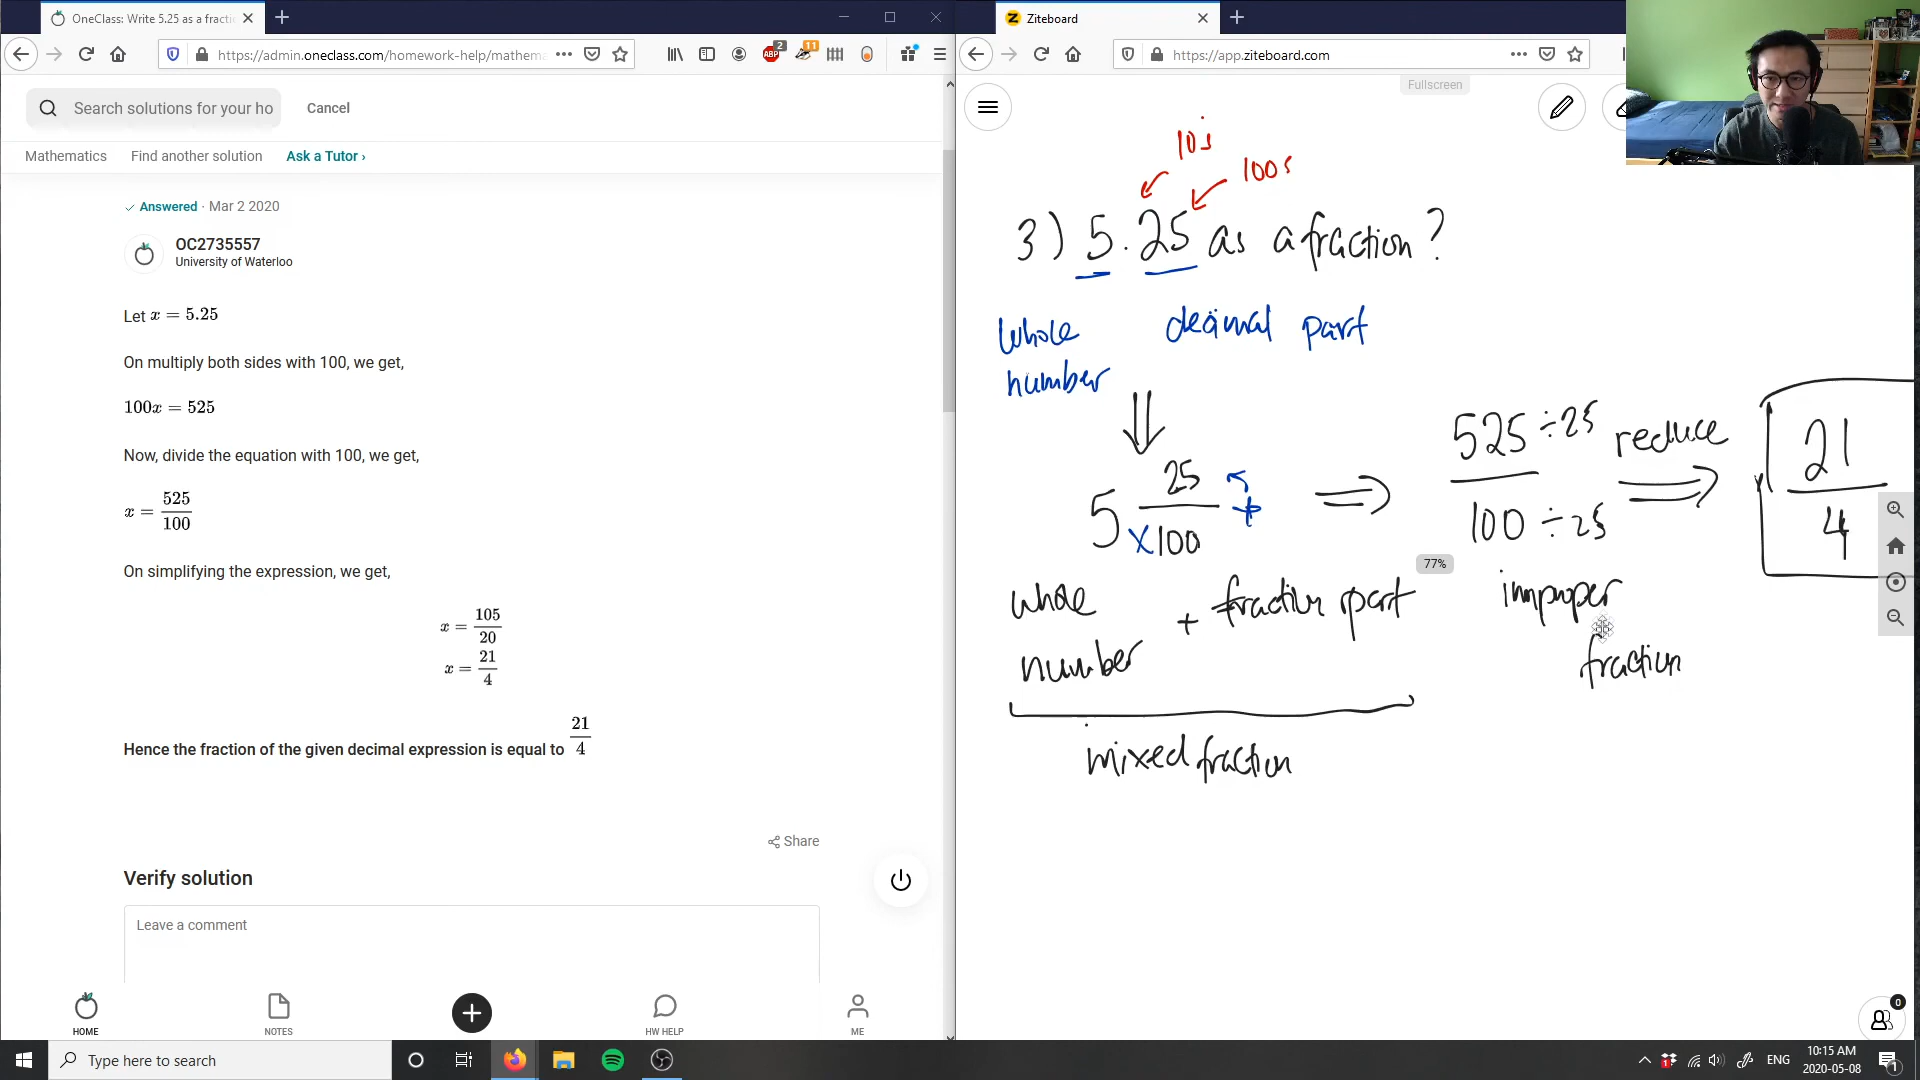 OneClass: Write 5.25 as a fracti
Ziteboard
https://admin.oneclass.com/homework-help/mathema
2
11
https://app.ziteboard.com
Search solutions for your ho
Cancel
Fullscreen
Mathematics
Find another solution
Ask a Tutor ›
Answered · Mar 2 2020
OC2735557
University of Waterloo
Let x = 5.25
On multiply both sides with 100, we get,
100x = 525
Now, divide the equation with 100, we get,
x = 525/100
On simplifying the expression, we get,
x = 105/20
x = 21/4
Hence the fraction of the given decimal expression is equal to 21/4
Share
Verify solution
Leave a comment
HOME
NOTES
HW HELP
ME
10s
100s
3) 5.25 as a fraction?
whole
number
decimal part
5 25/100
x
+
⇒
525 ÷25
100 ÷25
reduce
⇒
21
4
77%
whole
number
+ fraction part
improper
fraction
mixed fraction
0
Type here to search
ENG
10:15 AM
2020-05-08
1